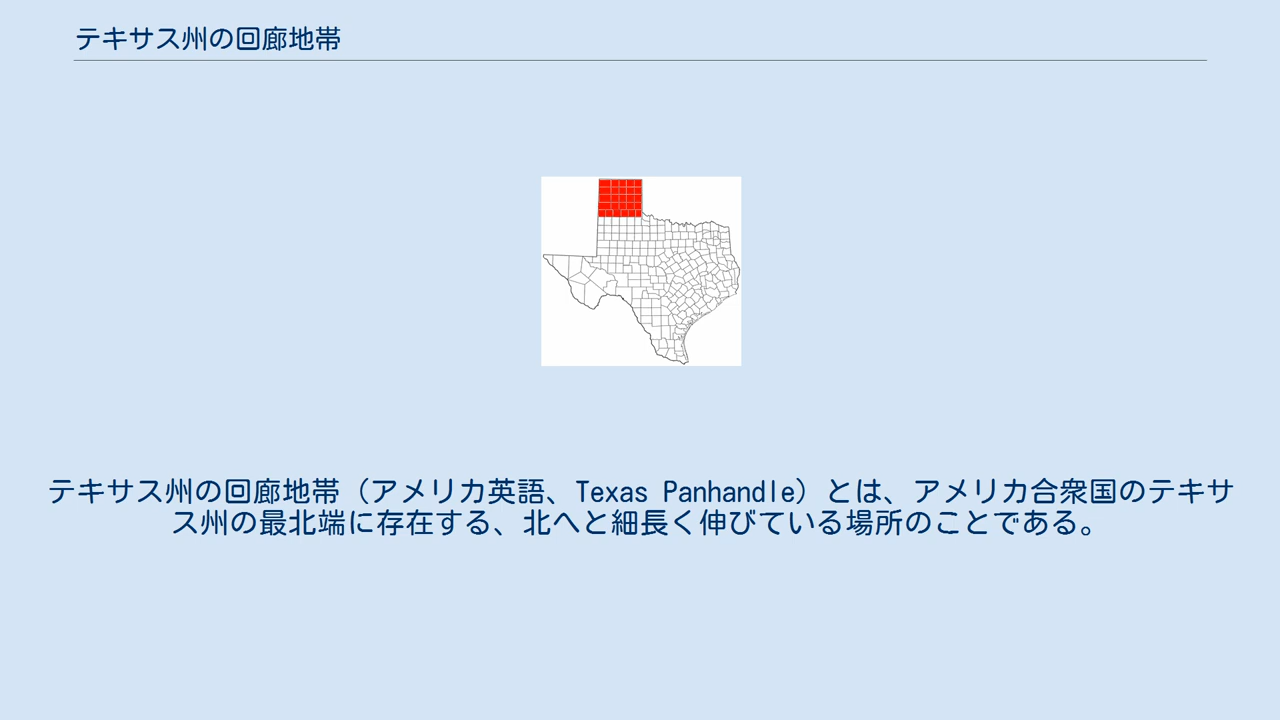 テキサス州の回廊地帯
テキサス州の回廊地帯（アメリカ英語、Texas Panhandle）とは、アメリカ合衆国のテキサ
ス州の最北端に存在する、北へと細長く伸びている場所のことである。